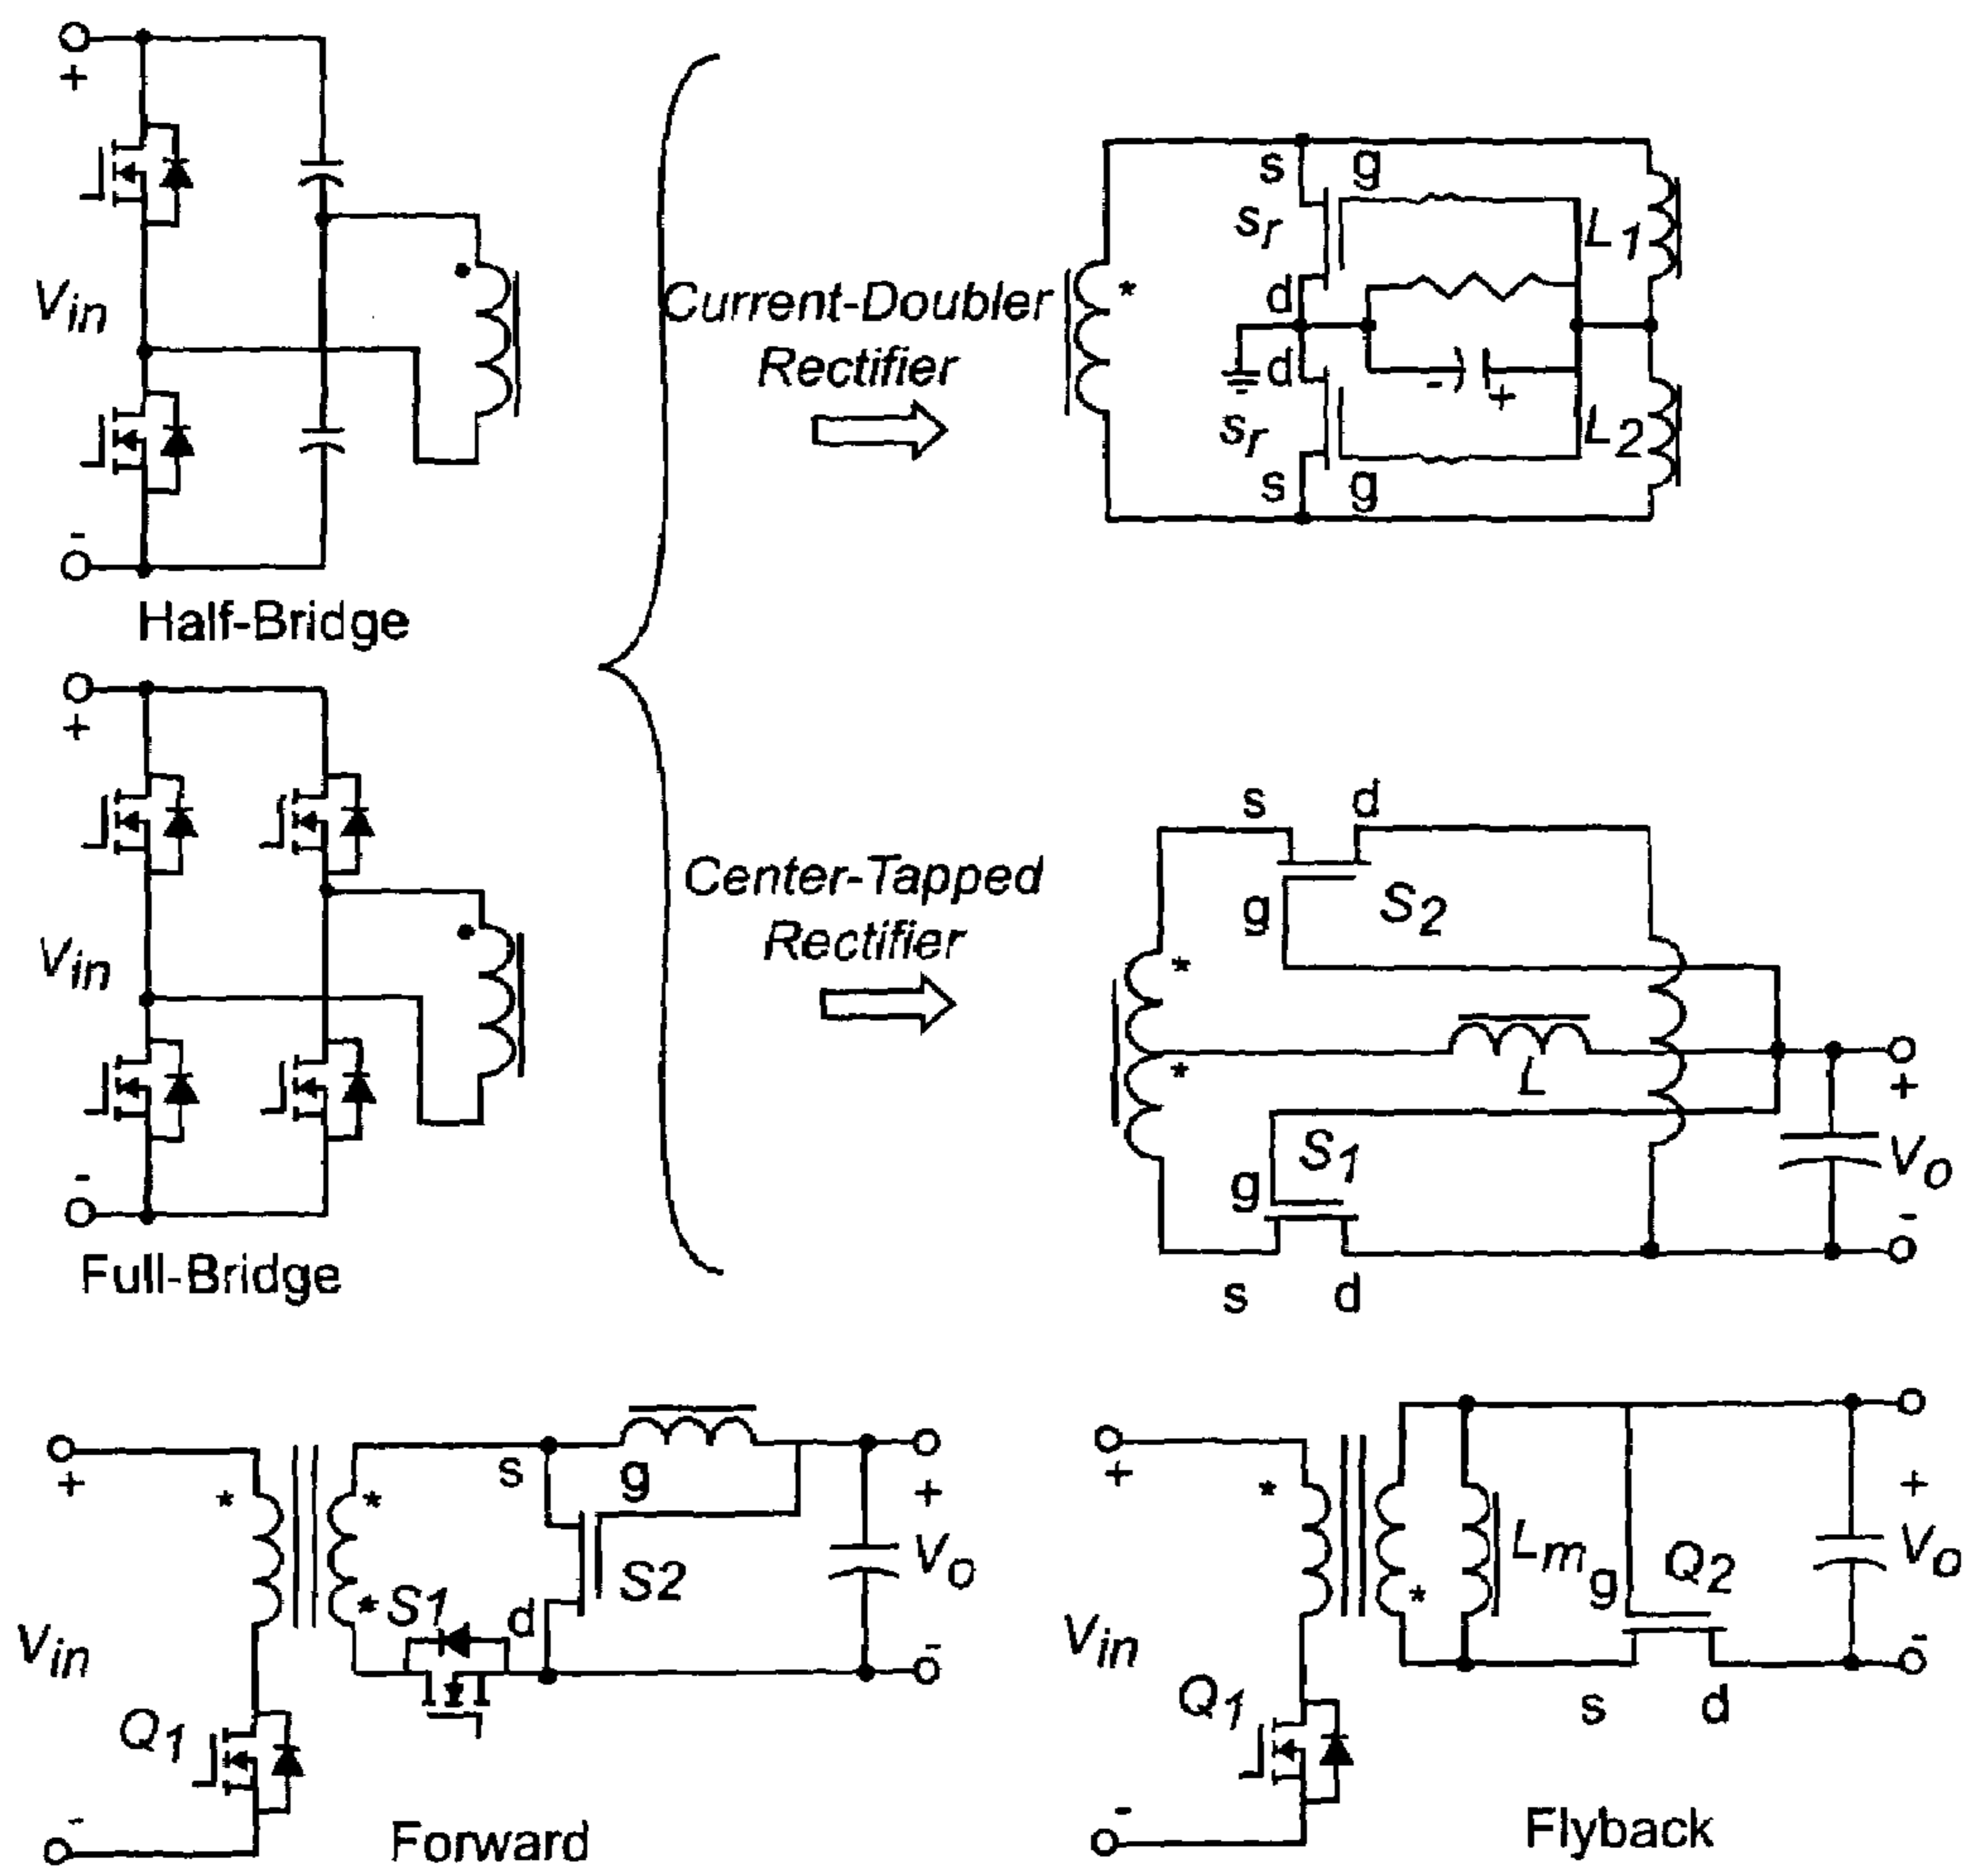 +
Vin
-
Half-Bridge
+
Vin
-
Full-Bridge
Current-Doubler
Rectifier
*
s
g
sr
L1
d
d
-
+
sr
L2
s
g
Center-Tapped
Rectifier
s
d
g
S2
*
*
L
+
S1
g
Vo
-
s
d
+
*
*
s
g
+
S2
Vo
*
S1
d
-
Vin
Q1
-
Forward
+
*
+
Lm
g
Q2
Vo
*
-
Vin
s
d
Q1
-
Flyback